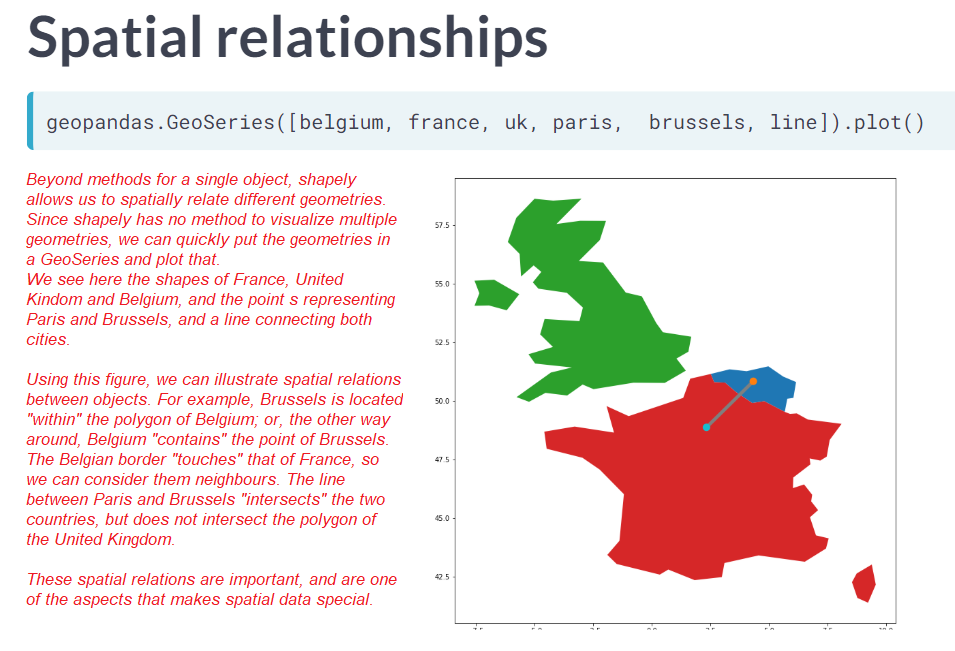 Spatial relationships
geopandas.GeoSeries([belgium, france, uk, paris,  brussels, line]).plot()
Beyond methods for a single object, shapely
allows us to spatially relate different geometries.
Since shapely has no method to visualize multiple
geometries, we can quickly put the geometries in
a GeoSeries and plot that.
We see here the shapes of France, United
Kindom and Belgium, and the point s representing
Paris and Brussels, and a line connecting both
cities.
Using this figure, we can illustrate spatial relations
between objects. For example, Brussels is located
"within" the polygon of Belgium; or, the other way
around, Belgium "contains" the point of Brussels.
The Belgian border "touches" that of France, so
we can consider them neighbours. The line
between Paris and Brussels "intersects" the two
countries, but does not intersect the polygon of
the United Kingdom.
These spatial relations are important, and are one
of the aspects that makes spatial data special.
57.5
55.0
52.5
50.0
47.5
45.0
42.5